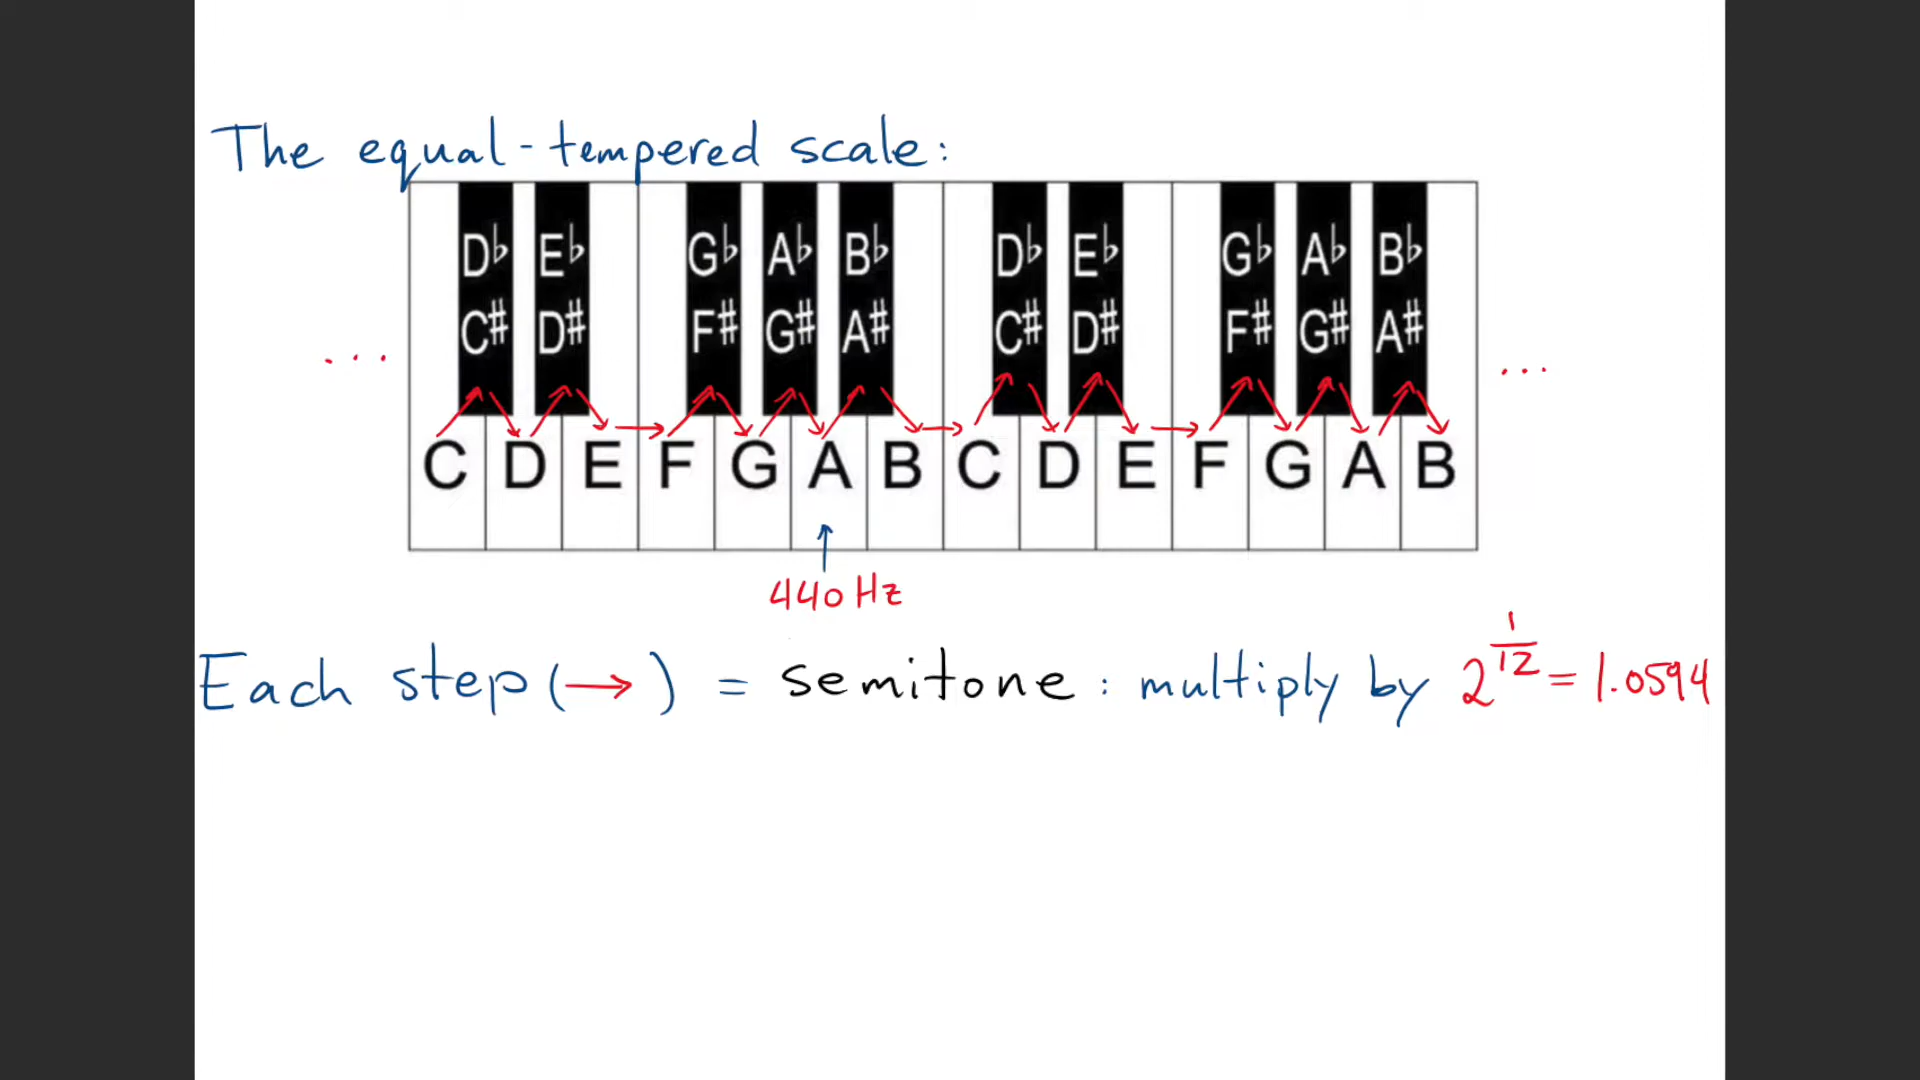 The equal-tempered scale:
D♭ E♭ G♭ A♭ B♭ D♭ E♭ G♭ A♭ B♭
C# D# F# G# A# C# D# F# G# A#
... ...
C D E F G A B C D E F G A B
↑
440 Hz
Each step (→) = semitone : multiply by 2^{1/12} = 1.0594